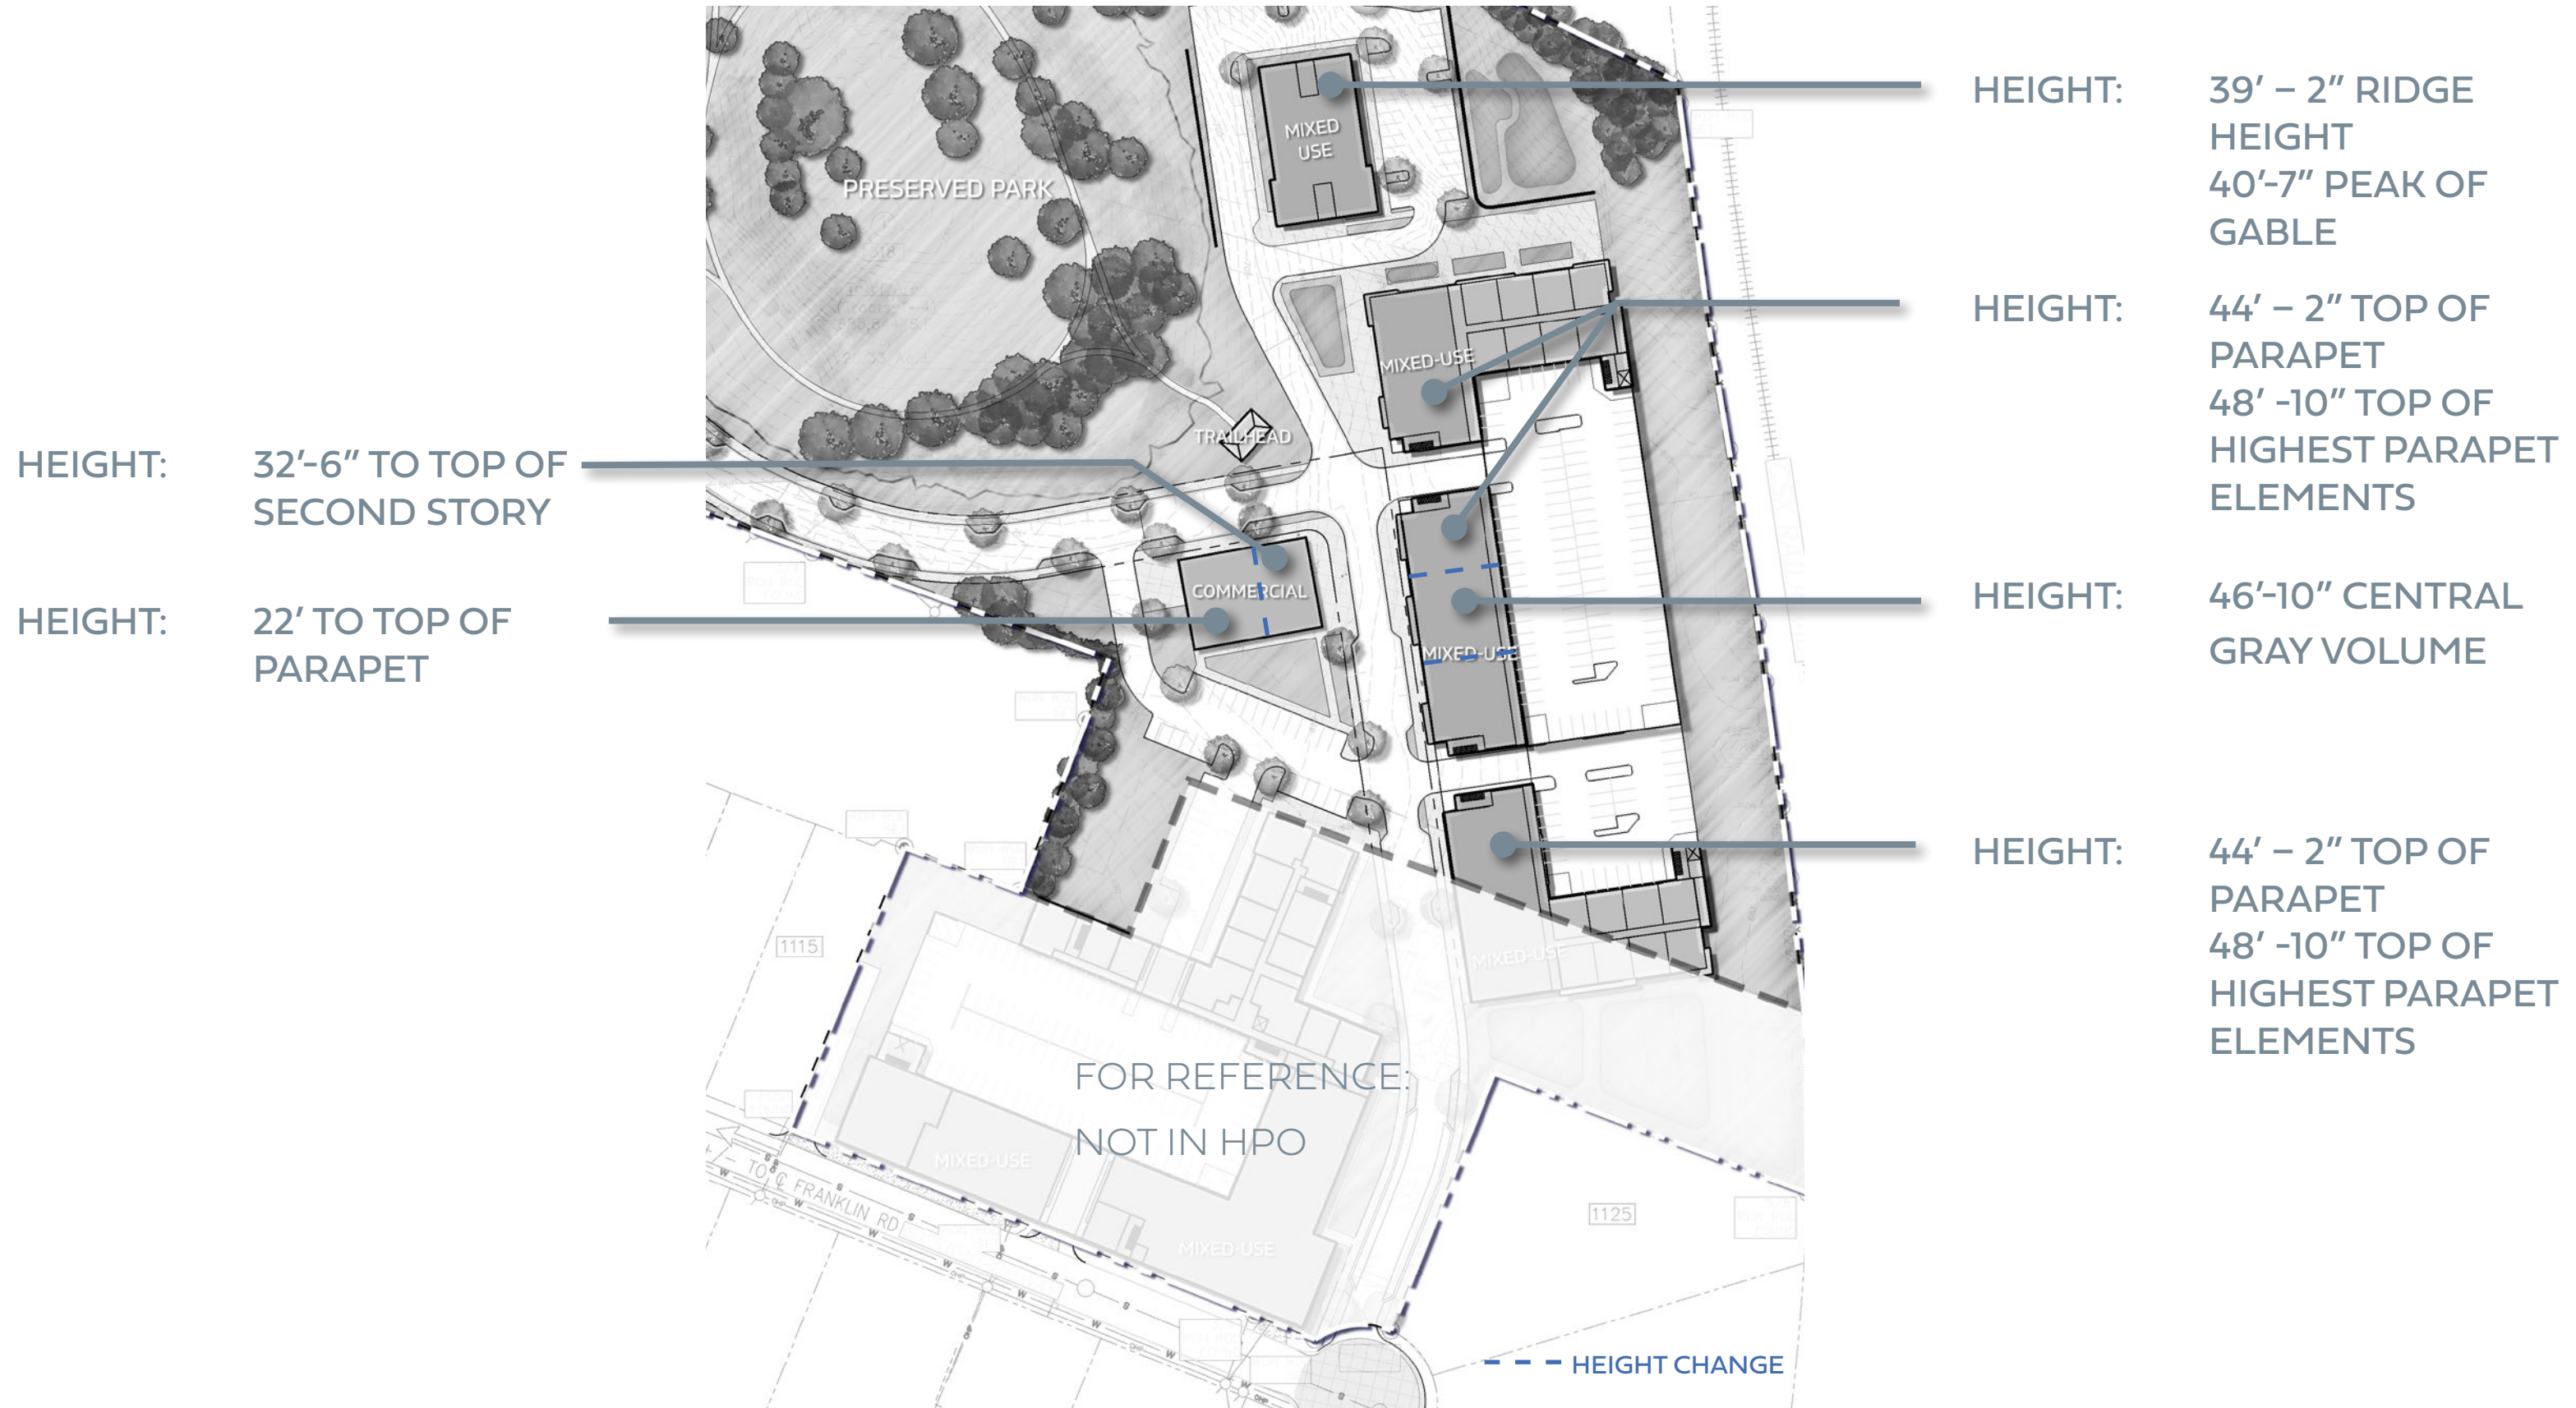 HEIGHT: 39’ – 2” RIDGE
HEIGHT
40’-7” PEAK OF
GABLE
MIXED
USE
PRESERVED PARK
HEIGHT: 44’ – 2” TOP OF
PARAPET
48’ -10” TOP OF
HIGHEST PARAPET
ELEMENTS
MIXED-USE
TRAILHEAD
HEIGHT: 32’-6” TO TOP OF
SECOND STORY
COMMERCIAL
HEIGHT: 46’-10” CENTRAL
GRAY VOLUME
HEIGHT: 22’ TO TOP OF
PARAPET
MIXED-USE
HEIGHT: 44’ – 2” TOP OF
PARAPET
48’ -10” TOP OF
HIGHEST PARAPET
ELEMENTS
1115
MIXED-USE
FOR REFERENCE:
NOT IN HPO
MIXED-USE
TO ℄ FRANKLIN RD
1125
MIXED-USE
HEIGHT CHANGE